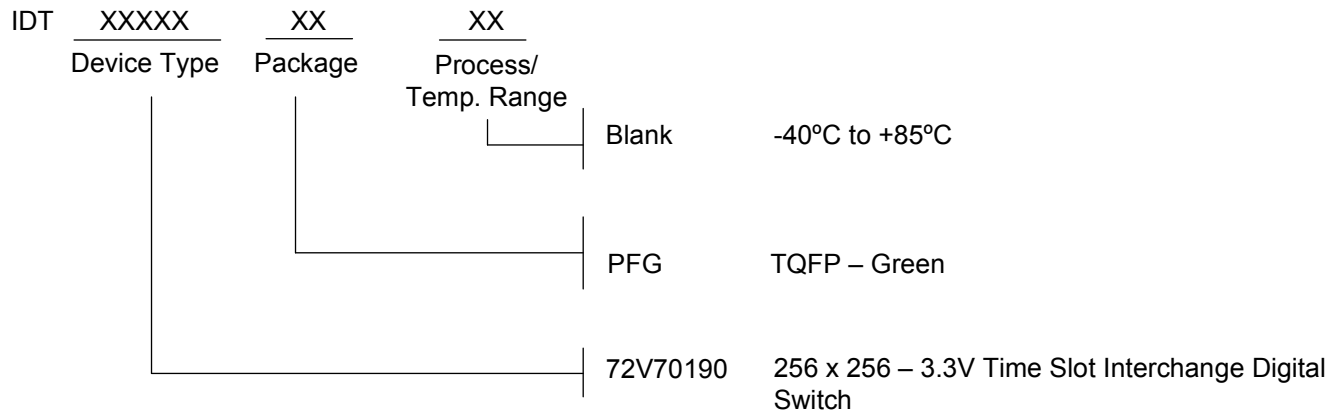 IDT XXXXX XX XX
Device Type Package Process/
Temp. Range
Blank -40ºC to +85ºC
PFG TQFP – Green
72V70190 256 x 256 – 3.3V Time Slot Interchange Digital
Switch